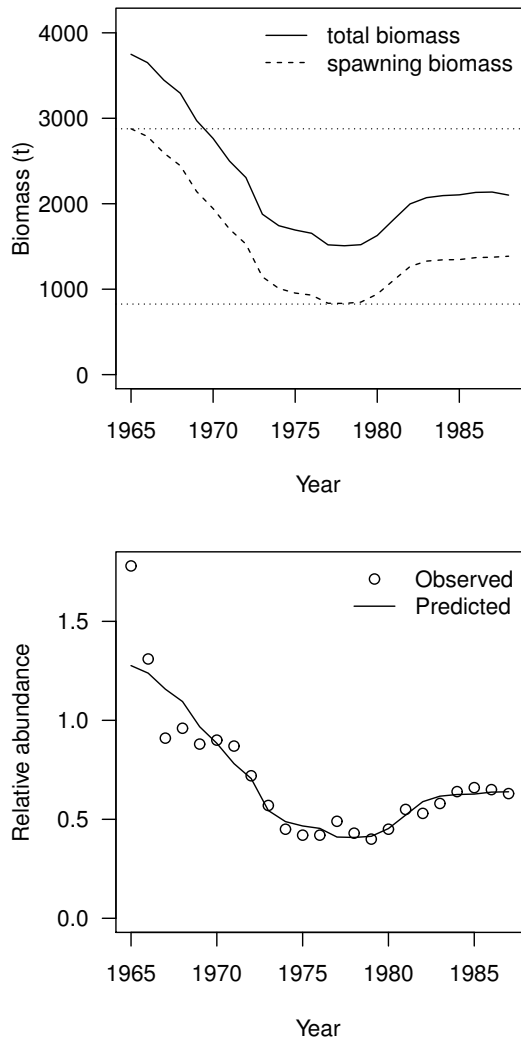 total biomass
spawning biomass
Biomass (t)
4000
3000
2000
1000
0
1965 1970 1975 1980 1985
Year
Observed
Predicted
Relative abundance
1.5
1.0
0.5
0.0
1965 1970 1975 1980 1985
Year